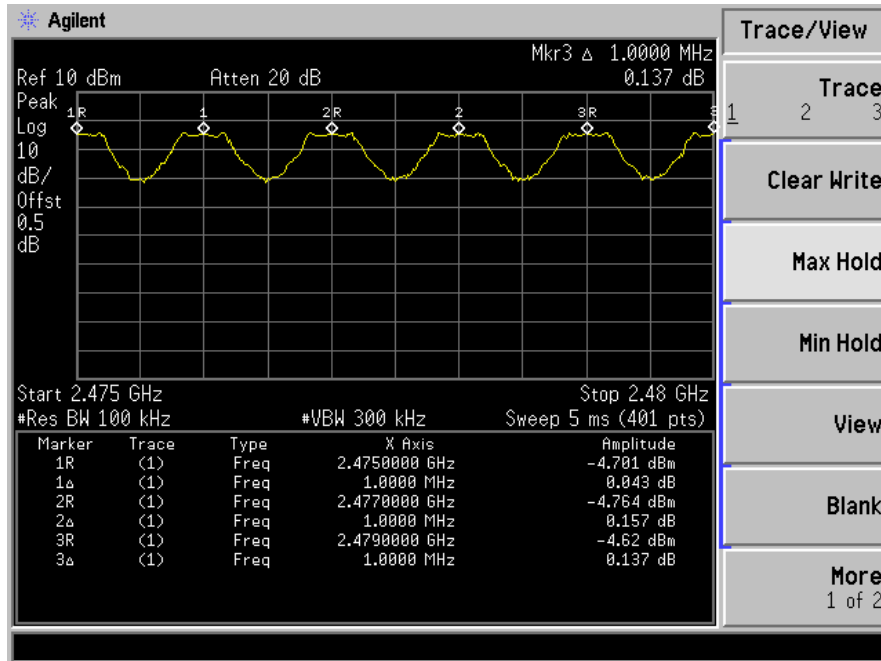 Agilent
Trace/View
Mkr3 Δ 1.0000 MHz
Ref 10 dBm Atten 20 dB 0.137 dB
Peak
Log
10
dB/
Offst
0.5
dB
1R 1 2R 2 3R 3
Start 2.475 GHz Stop 2.48 GHz
#Res BW 100 kHz #VBW 300 kHz Sweep 5 ms (401 pts)
Marker Trace Type X Axis Amplitude
1R (1) Freq 2.4750000 GHz -4.701 dBm
1Δ (1) Freq 1.0000 MHz 0.043 dB
2R (1) Freq 2.4770000 GHz -4.764 dBm
2Δ (1) Freq 1.0000 MHz 0.157 dB
3R (1) Freq 2.4790000 GHz -4.62 dBm
3Δ (1) Freq 1.0000 MHz 0.137 dB
Trace
1 2 3
Clear Write
Max Hold
Min Hold
View
Blank
More
1 of 2